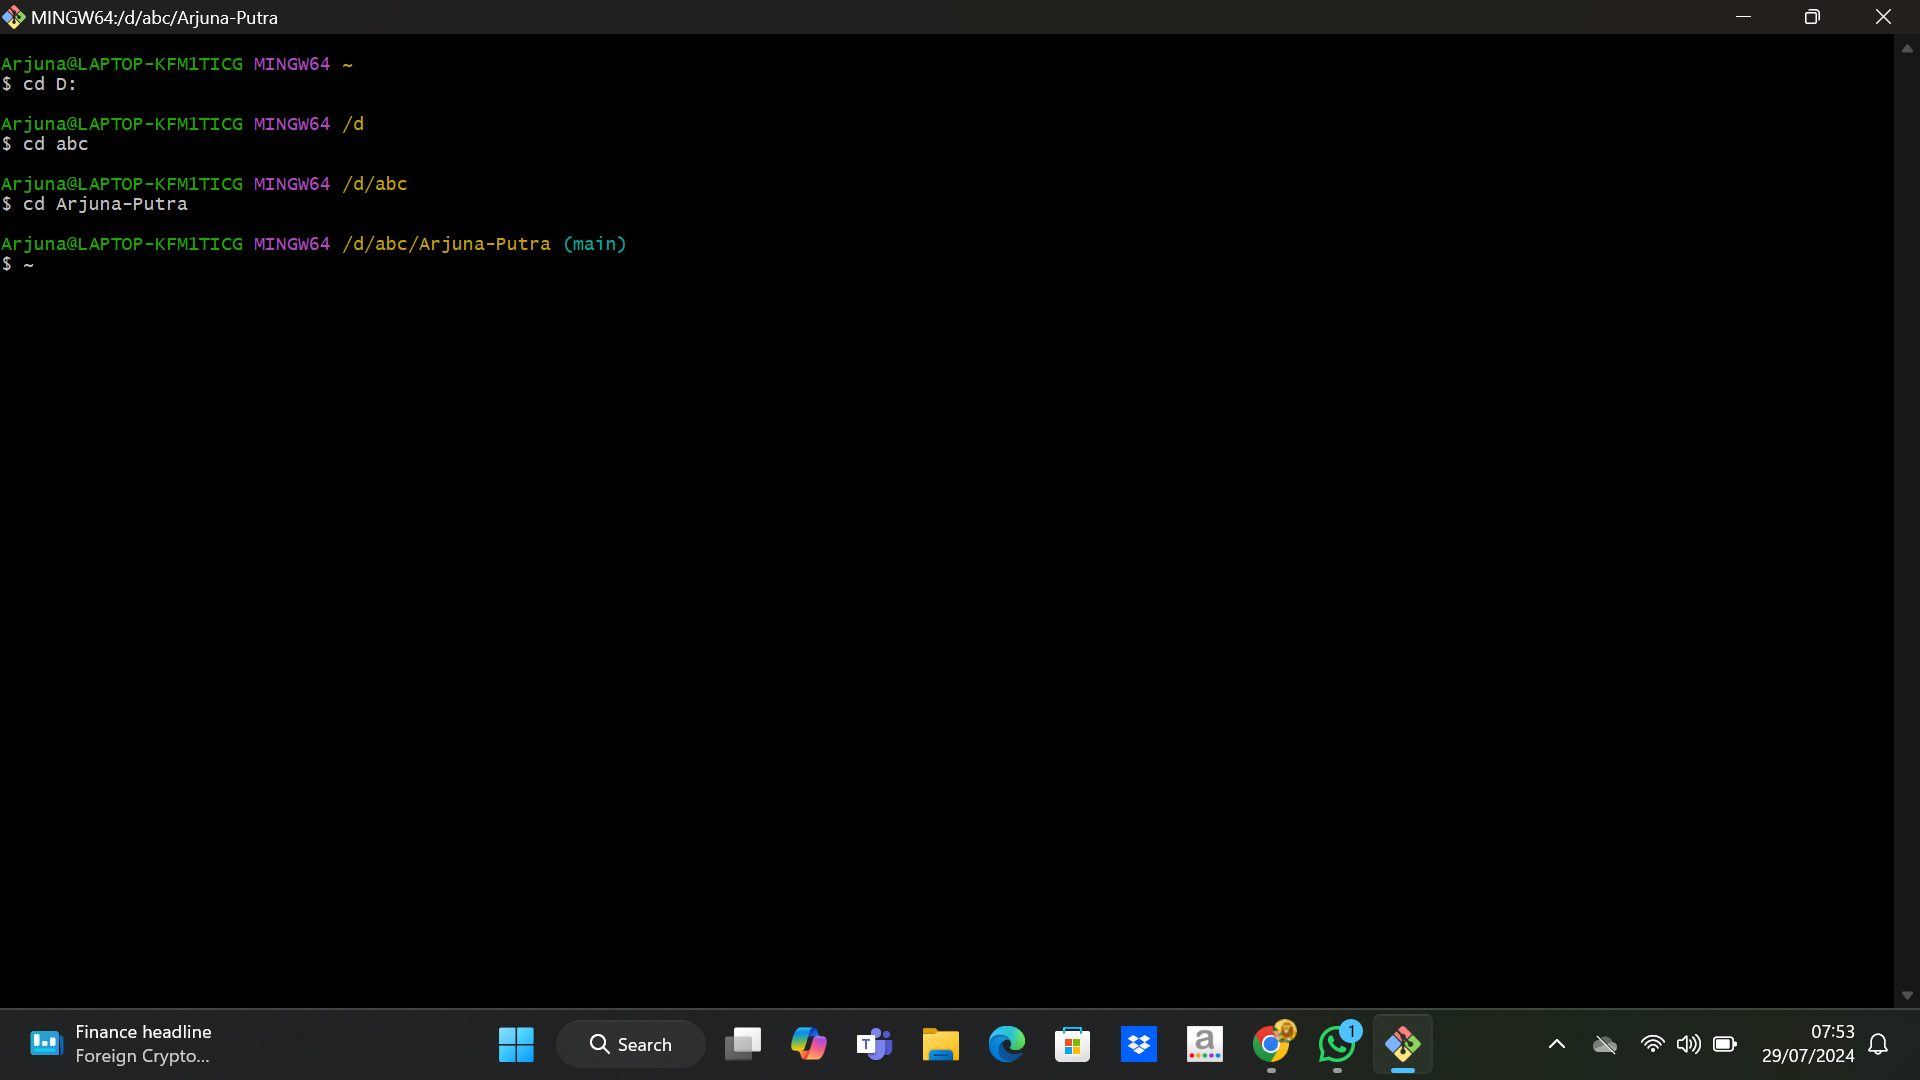 MINGW64:/d/abc/Arjuna-Putra
Arjuna@LAPTOP-KFM1TICG MINGW64 ~
$ cd D:
Arjuna@LAPTOP-KFM1TICG MINGW64 /d
$ cd abc
Arjuna@LAPTOP-KFM1TICG MINGW64 /d/abc
$ cd Arjuna-Putra
Arjuna@LAPTOP-KFM1TICG MINGW64 /d/abc/Arjuna-Putra (main)
$ ~
Finance headline
Foreign Crypto...
Search
T
a
1
07:53
29/07/2024